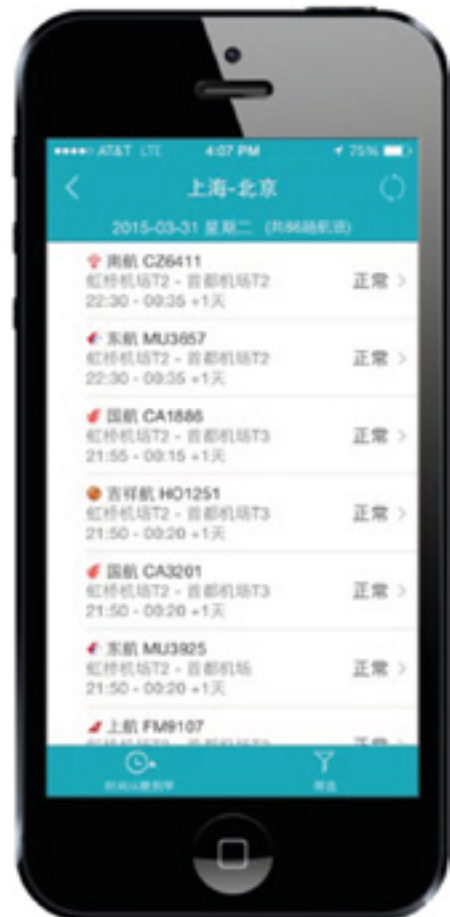 AT&T LTE 4:07 PM 75%
上海-北京
2015-03-31 星期二 (共86趟航班)
南航 CZ6411
虹桥机场T2 - 首都机场T2
22:30 - 00:35 +1天
正常
东航 MU3657
虹桥机场T2 - 首都机场T2
22:30 - 00:35 +1天
正常
国航 CA1886
虹桥机场T2 - 首都机场T3
21:55 - 00:15 +1天
正常
吉祥航 HO1251
虹桥机场T2 - 首都机场T3
21:50 - 00:20 +1天
正常
国航 CA3201
虹桥机场T2 - 首都机场T3
21:50 - 00:20 +1天
正常
东航 MU3925
虹桥机场T2 - 首都机场
21:50 - 00:20 +1天
正常
上航 FM9107
正常
时间从晚到早
筛选